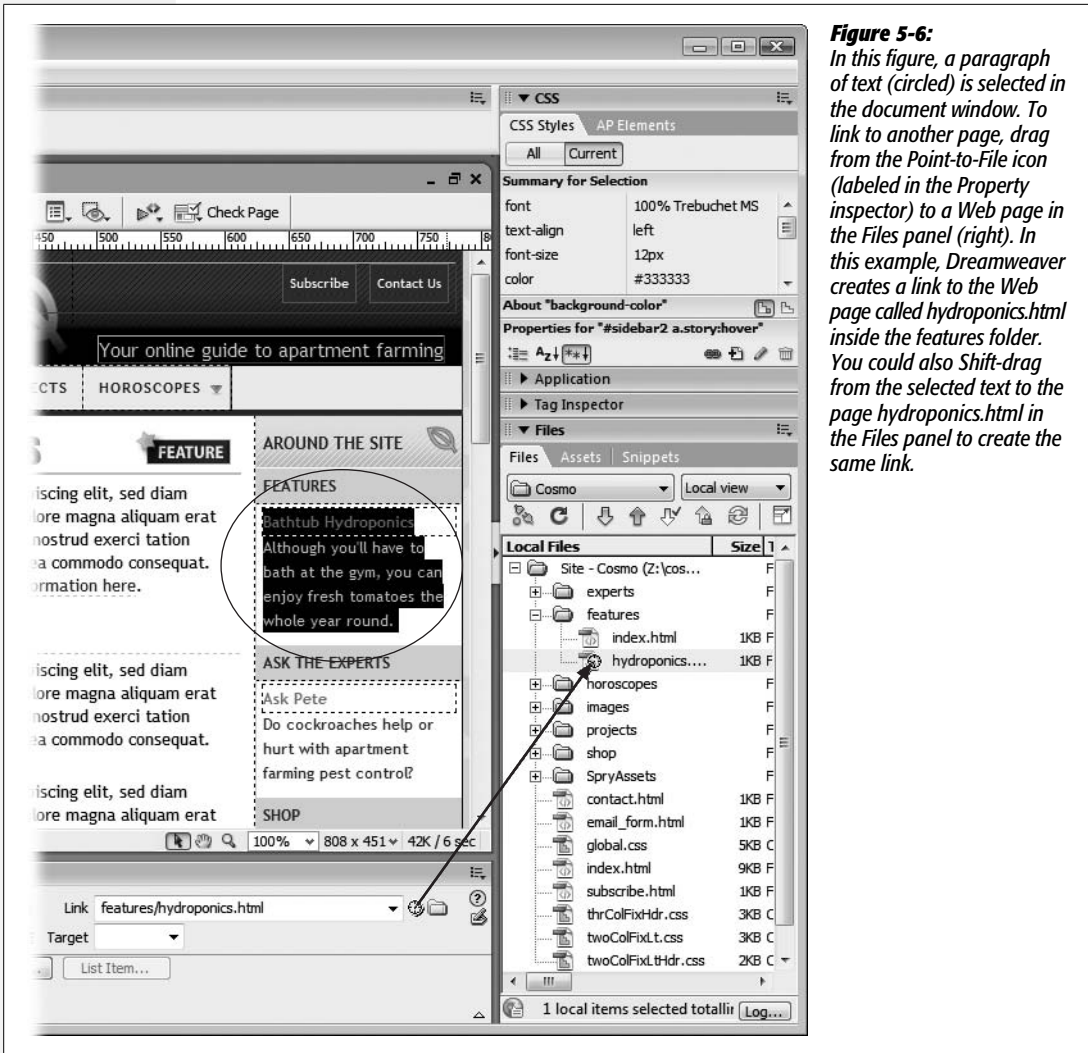 Figure 5-6:
In this figure, a paragraph
of text (circled) is selected in
the document window. To
link to another page, drag
from the Point-to-File icon
(labeled in the Property
inspector) to a Web page in
the Files panel (right). In
this example, Dreamweaver
creates a link to the Web
page called hydroponics.html
inside the features folder.
You could also Shift-drag
from the selected text to the
page hydroponics.html in
the Files panel to create the
same link.
Check Page
450 500 550 600 650 700 750
Subscribe Contact Us
Your online guide to apartment farming
ECTS HOROSCOPES
FEATURE
iscing elit, sed diam
lore magna aliquam erat
nostrud exerci tation
ea commodo consequat.
ormation here.
iscing elit, sed diam
lore magna aliquam erat
nostrud exerci tation
ea commodo consequat.
iscing elit, sed diam
lore magna aliquam erat
AROUND THE SITE
FEATURES
Bathtub Hydroponics
Although you'll have to
bath at the gym, you can
enjoy fresh tomatoes the
whole year round.
ASK THE EXPERTS
Ask Pete
Do cockroaches help or
hurt with apartment
farming pest control?
SHOP
100% 808 x 451 42K / 6 sec
Link features/hydroponics.html
Target
List Item...
CSS
CSS Styles AP Elements
All Current
Summary for Selection
font 100% Trebuchet MS
text-align left
font-size 12px
color #333333
About "background-color"
Properties for "#sidebar2 a.story:hover"
Application
Tag Inspector
Files
Files Assets Snippets
Cosmo Local view
Local Files Size T
Site - Cosmo (Z:\cos... F
experts F
features F
index.html 1KB F
hydroponics.... 1KB F
horoscopes F
images F
projects F
shop F
SpryAssets F
contact.html 1KB F
email_form.html 1KB F
global.css 5KB C
index.html 9KB F
subscribe.html 1KB F
thrColFixHdr.css 3KB C
twoColFixLt.css 3KB C
twoColFixLtHdr.css 2KB C
1 local items selected totallin Log...